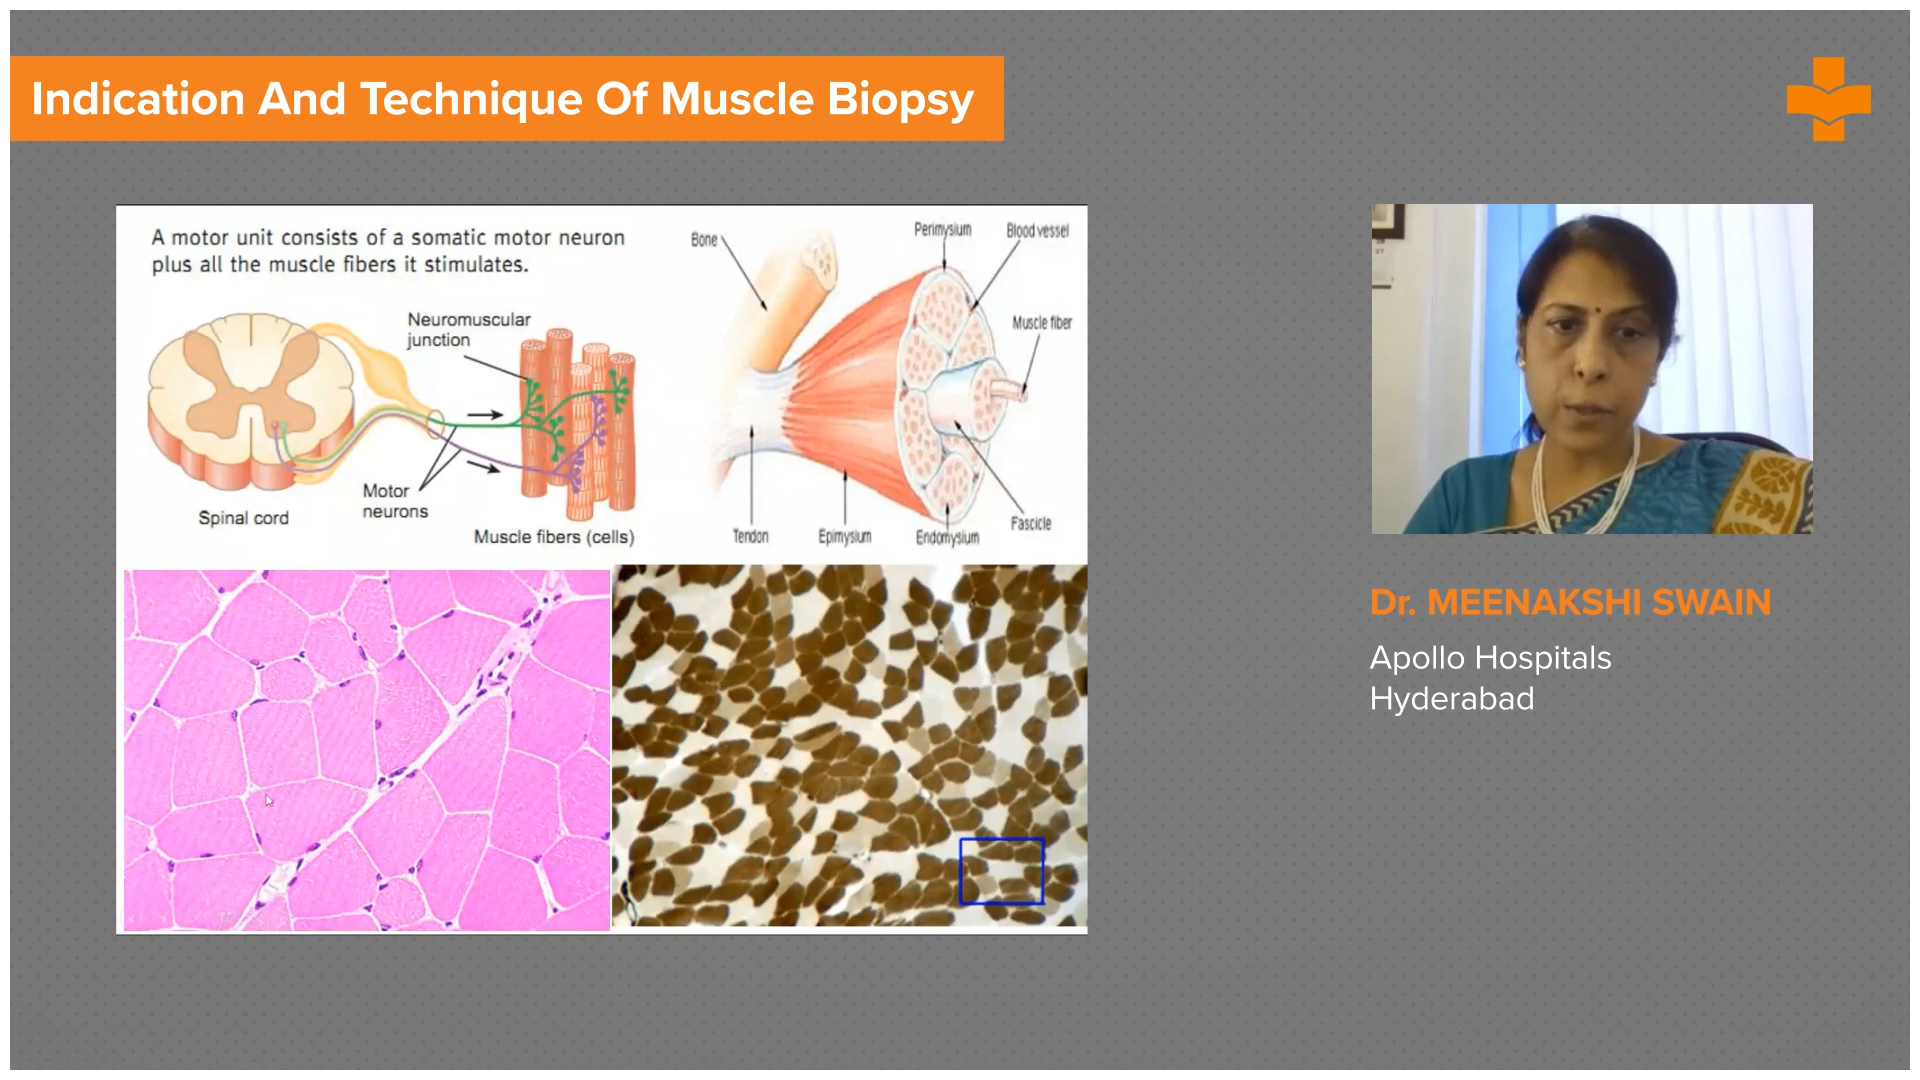 Indication And Technique Of Muscle Biopsy
A motor unit consists of a somatic motor neuron
plus all the muscle fibers it stimulates.
Neuromuscular
junction
Motor
neurons
Spinal cord
Muscle fibers (cells)
Bone
Perimysium
Blood vessel
Muscle fiber
Fascicle
Tendon
Epimysium
Endomysium
27
Dr. MEENAKSHI SWAIN
Apollo Hospitals
Hyderabad